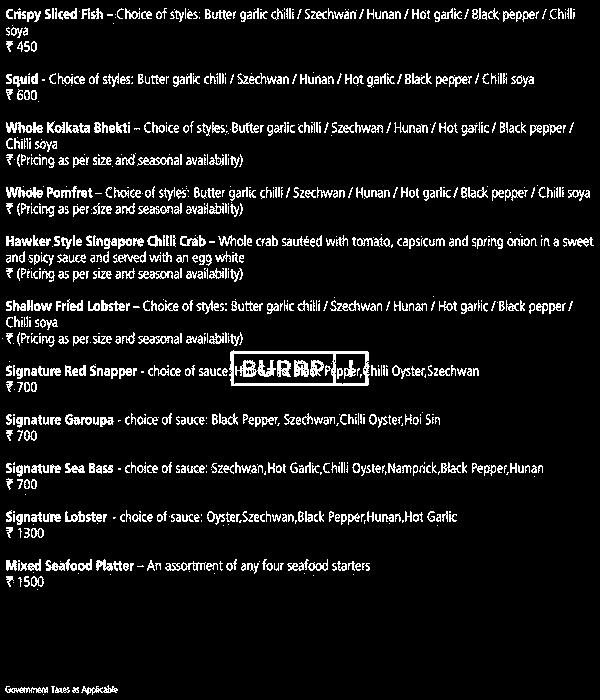 Crispy Sliced Fish – Choice of styles: Butter garlic chilli / Szechwan / Hunan / Hot garlic / Black pepper / Chilli
soya
₹ 450
Squid - Choice of styles: Butter garlic chilli / Szechwan / Hunan / Hot garlic / Black pepper / Chilli soya
₹ 600
Whole Kolkata Bhekti – Choice of styles: Butter garlic chilli / Szechwan / Hunan / Hot garlic / Black pepper /
Chilli soya
₹ (Pricing as per size and seasonal availability)
Whole Pomfret – Choice of styles: Butter garlic chilli / Szechwan / Hunan / Hot garlic / Black pepper / Chilli soya
₹ (Pricing as per size and seasonal availability)
Hawker Style Singapore Chilli Crab – Whole crab sautéed with tomato, capsicum and spring onion in a sweet
and spicy sauce and served with an egg white
₹ (Pricing as per size and seasonal availability)
Shallow Fried Lobster – Choice of styles: Butter garlic chilli / Szechwan / Hunan / Hot garlic / Black pepper /
Chilli soya
₹ (Pricing as per size and seasonal availability)
Signature Red Snapper - choice of sauce: Hot Garlic, Black Pepper,Chilli Oyster,Szechwan
₹ 700
Signature Garoupa - choice of sauce: Black Pepper, Szechwan,Chilli Oyster,Hoi Sin
₹ 700
Signature Sea Bass - choice of sauce: Szechwan,Hot Garlic,Chilli Oyster,Namprick,Black Pepper,Hunan
₹ 700
Signature Lobster - choice of sauce: Oyster,Szechwan,Black Pepper,Hunan,Hot Garlic
₹ 1300
Mixed Seafood Platter – An assortment of any four seafood starters
₹ 1500
Government Taxes as Applicable